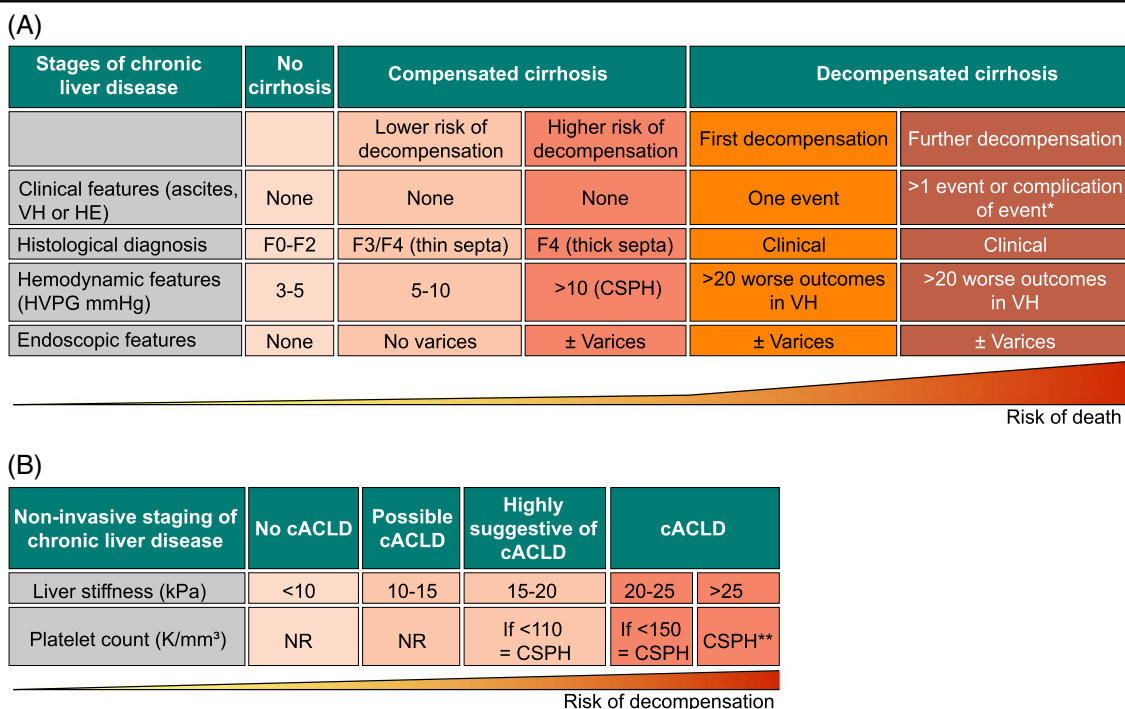 (A)
Stages of chronic
liver disease
No
cirrhosis
Compensated cirrhosis
Decompensated cirrhosis
Lower risk of
decompensation
Higher risk of
decompensation
First decompensation
Further decompensation
Clinical features (ascites,
VH or HE)
None
None
None
One event
>1 event or complication
of event*
Histological diagnosis
F0-F2
F3/F4 (thin septa)
F4 (thick septa)
Clinical
Clinical
Hemodynamic features
(HVPG mmHg)
3-5
5-10
>10 (CSPH)
>20 worse outcomes
in VH
>20 worse outcomes
in VH
Endoscopic features
None
No varices
± Varices
± Varices
± Varices
Risk of death
(B)
Non-invasive staging of
chronic liver disease
No cACLD
Possible
cACLD
Highly
suggestive of
cACLD
cACLD
Liver stiffness (kPa)
<10
10-15
15-20
20-25
>25
Platelet count (K/mm³)
NR
NR
If <110
= CSPH
If <150
= CSPH
CSPH**
Risk of decompensation